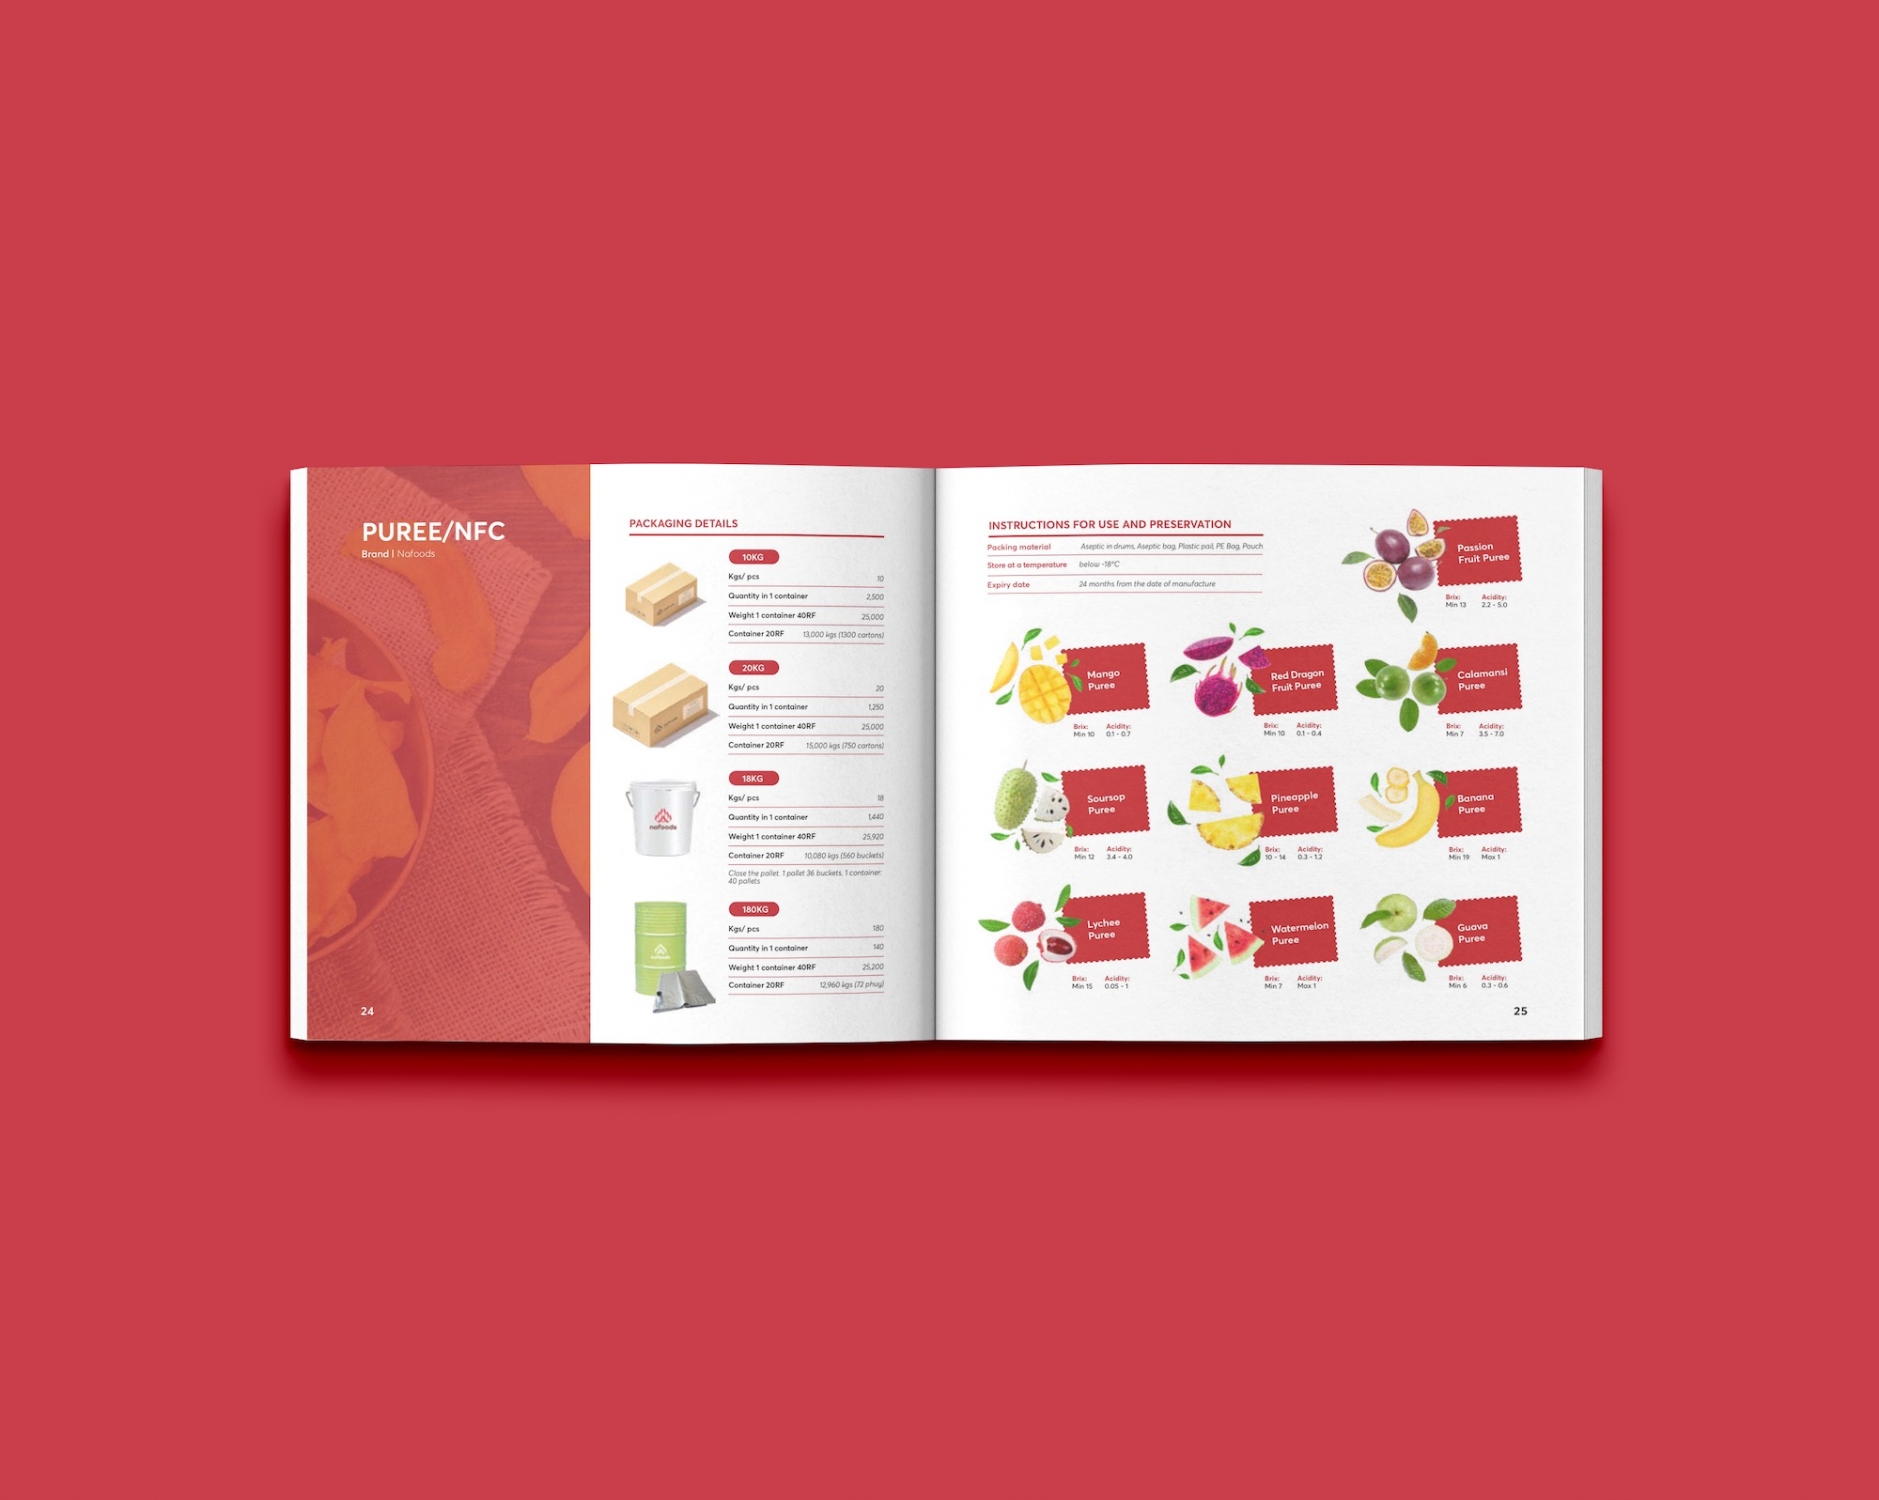 PUREE/NFC
Brand | Nafoods
24
PACKAGING DETAILS
10KG
Kgs/ pcs 10
Quantity in 1 container 2,500
Weight 1 container 40RF 25,000
Container 20RF 13,000 kgs (1300 cartons)
20KG
Kgs/ pcs 20
Quantity in 1 container 1,250
Weight 1 container 40RF 25,000
Container 20RF 15,000 kgs (750 cartons)
nafoods
18KG
Kgs/ pcs 18
Quantity in 1 container 1,440
Weight 1 container 40RF 25,920
Container 20RF 10,080 kgs (560 buckets)
Close the pallet. 1 pallet 36 buckets, 1 container:
40 pallets
nafoods
180KG
Kgs/ pcs 180
Quantity in 1 container 140
Weight 1 container 40RF 25,200
Container 20RF 12,960 kgs (72 phuy)
INSTRUCTIONS FOR USE AND PRESERVATION
Packing material Aseptic in drums, Aseptic bag, Plastic pail, PE Bag, Pouch
Store at a temperature below -18°C
Expiry date 24 months from the date of manufacture
Passion
Fruit Puree
Brix: Acidity:
Min 13 2.2 - 5.0
Mango
Puree
Brix: Acidity:
Min 10 0.1 - 0.7
Red Dragon
Fruit Puree
Brix: Acidity:
Min 10 0.1 - 0.4
Calamansi
Puree
Brix: Acidity:
Min 7 3.5 - 7.0
Soursop
Puree
Brix: Acidity:
Min 12 3.4 - 4.0
Pineapple
Puree
Brix: Acidity:
10 - 14 0.3 - 1.2
Banana
Puree
Brix: Acidity:
Min 19 Max 1
Lychee
Puree
Brix: Acidity:
Min 15 0.05 - 1
Watermelon
Puree
Brix: Acidity:
Min 7 Max 1
Guava
Puree
Brix: Acidity:
Min 6 0.3 - 0.6
25